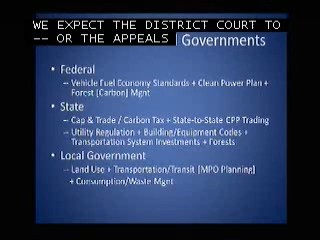 WE EXPECT THE DISTRICT COURT TO
-- OR THE APPEALS
Governments
• Federal
– Vehicle Fuel Economy Standards + Clean Power Plan +
Forest [Carbon] Mgnt
• State
– Cap & Trade / Carbon Tax + State-to-State CPP Trading
– Utility Regulation + Building/Equipment Codes +
Transportation System Investments + Forests
• Local Government
– Land Use + Transportation/Transit [MPO Planning]
+ Consumption/Waste Mgnt